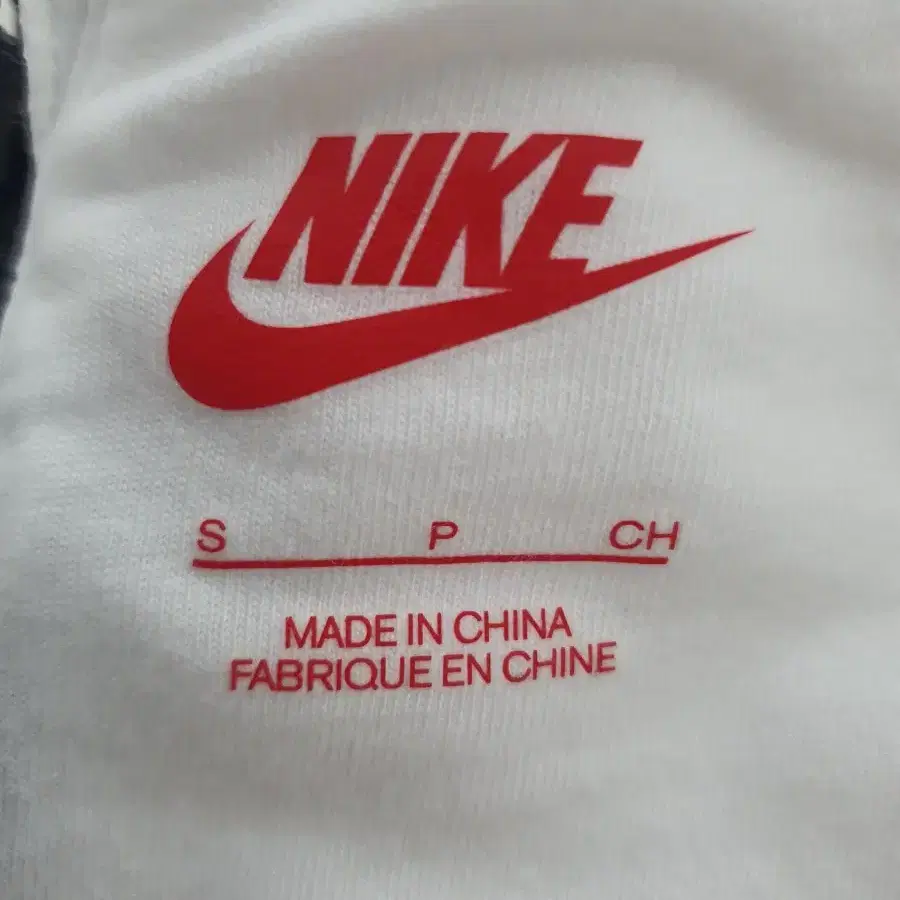 NIKE
S P CH
MADE IN CHINA
FABRIQUE EN CHINE